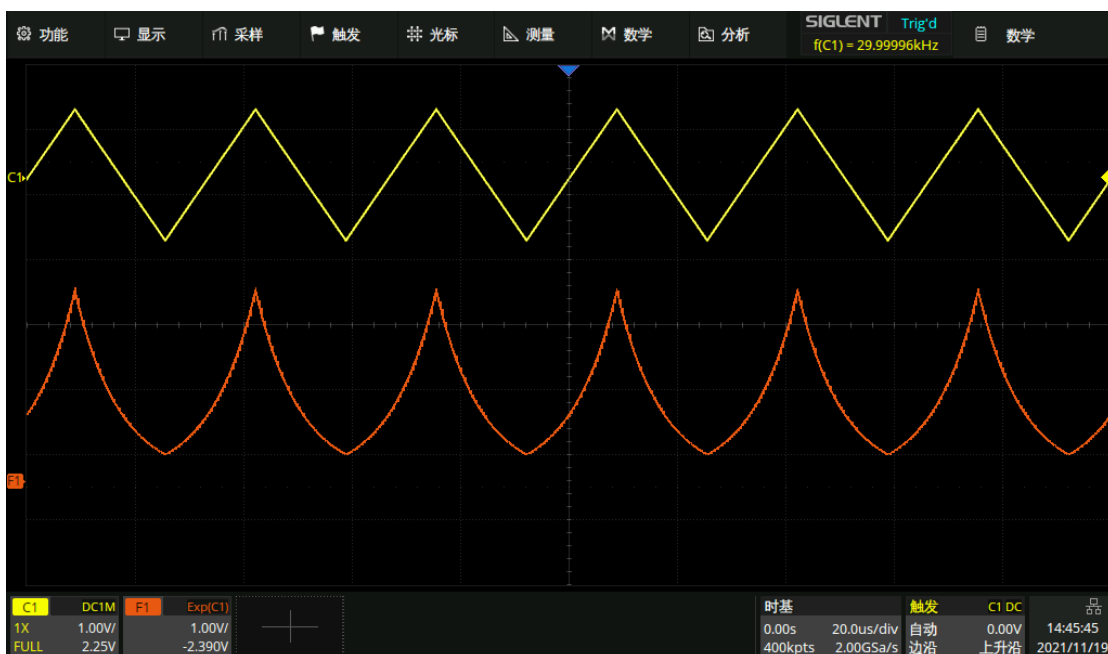 功能 显示 采样 触发 光标 测量 数学 分析 SIGLENT Trig'd 数学
f(C1) = 29.99996kHz
C1
F1
C1 DC1M F1 Exp(C1) 时基 触发 C1 DC
1X 1.00V/ 1.00V/ 0.00s 20.0us/div 自动 0.00V 14:45:45
FULL 2.25V -2.390V 400kpts 2.00GSa/s 边沿 上升沿 2021/11/19